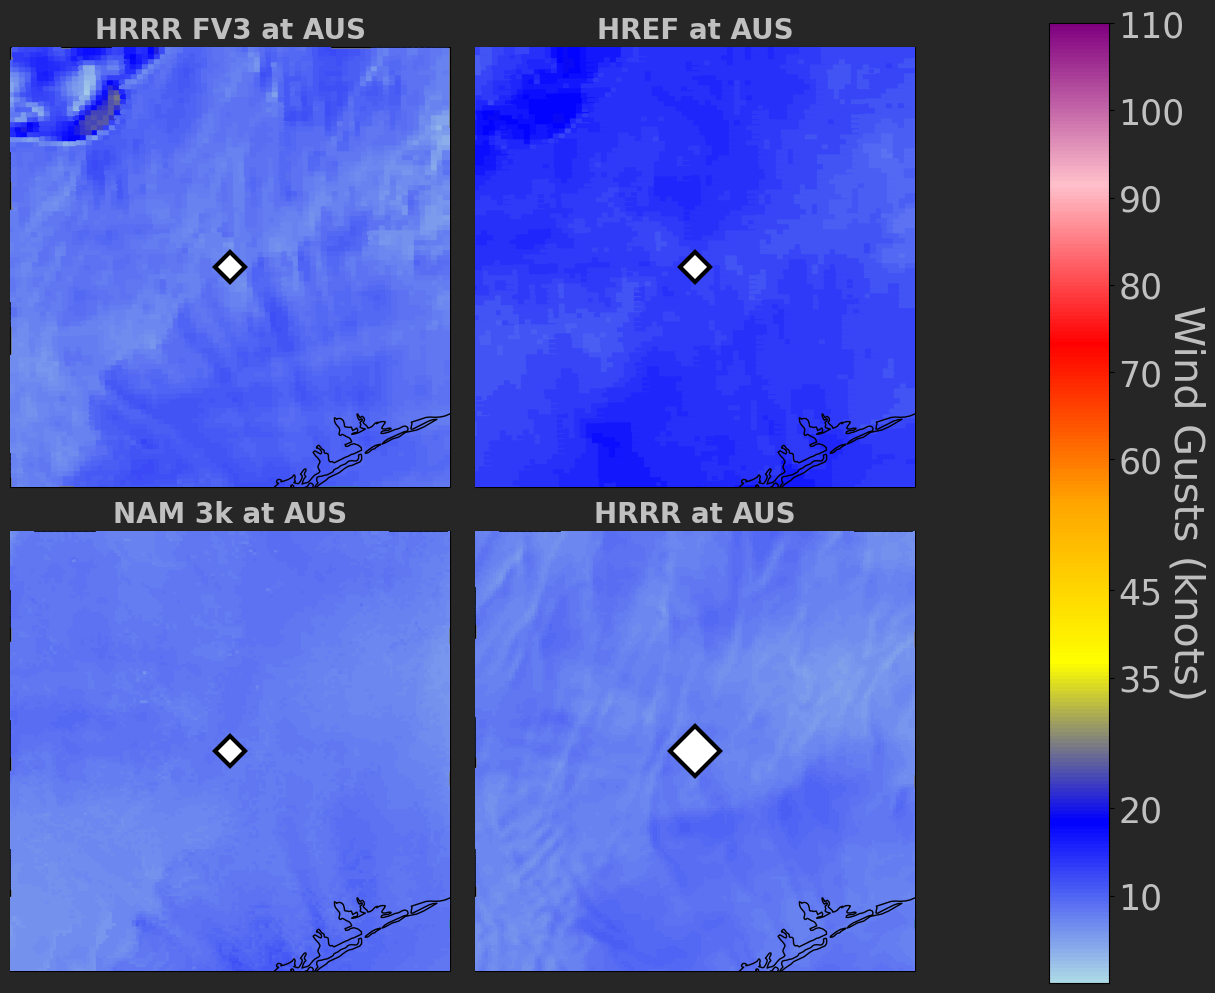 HRRR FV3 at AUS
HREF at AUS
NAM 3k at AUS
HRRR at AUS
110
100
90
80
70
60
45
35
20
10
Wind Gusts (knots)